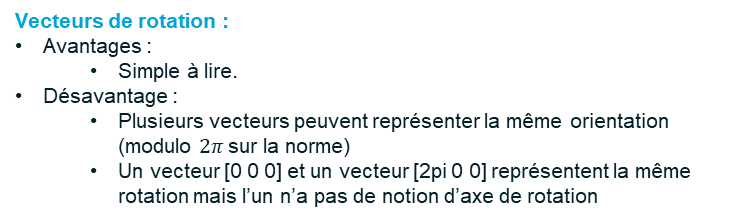 Vecteurs de rotation :
• Avantages :
• Simple à lire.
• Désavantage :
• Plusieurs vecteurs peuvent représenter la même orientation
(modulo 2𝜋 sur la norme)
• Un vecteur [0 0 0] et un vecteur [2pi 0 0] représentent la même
rotation mais l’un n’a pas de notion d’axe de rotation